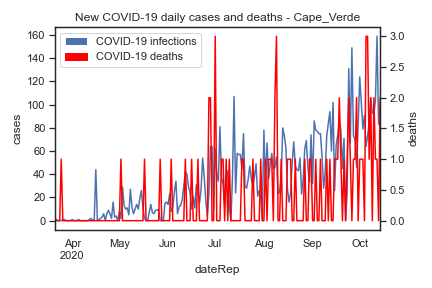 New COVID-19 daily cases and deaths - Cape_Verde
COVID-19 infections
COVID-19 deaths
cases
160
140
120
100
80
60
40
20
0
3.0
2.5
2.0
1.5
1.0
0.5
0.0
deaths
Apr May Jun Jul Aug Sep Oct
2020
dateRep